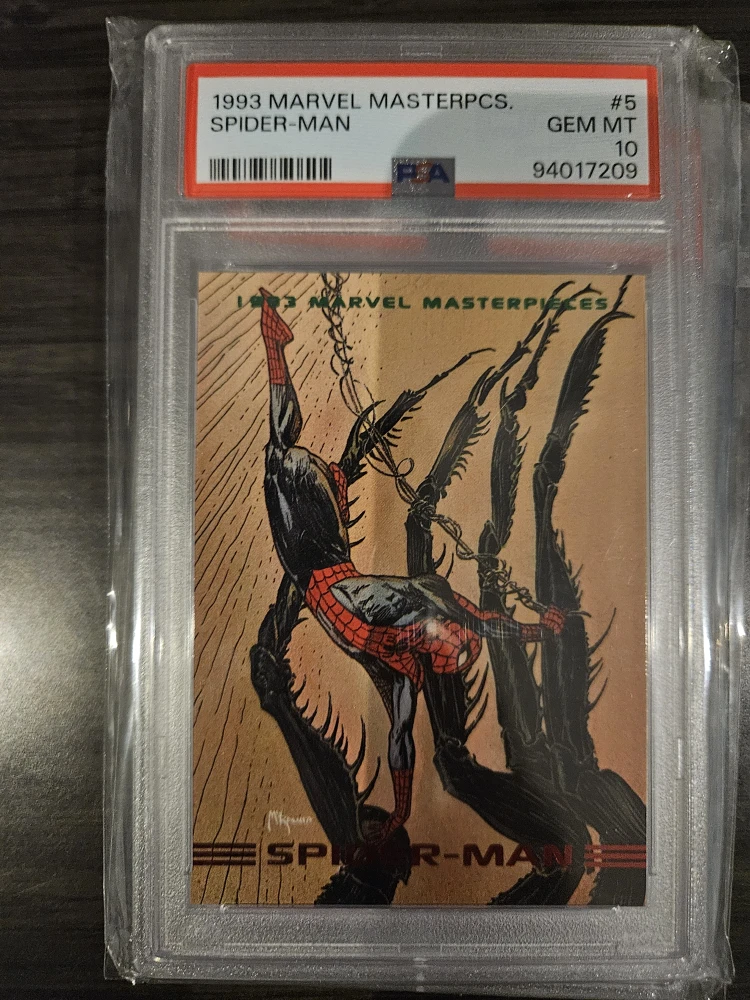 1993 MARVEL MASTERPCS. #5
SPIDER-MAN GEM MT
10
PSA 94017209
1993 MARVEL MASTERPIECES
SPIDER-MAN